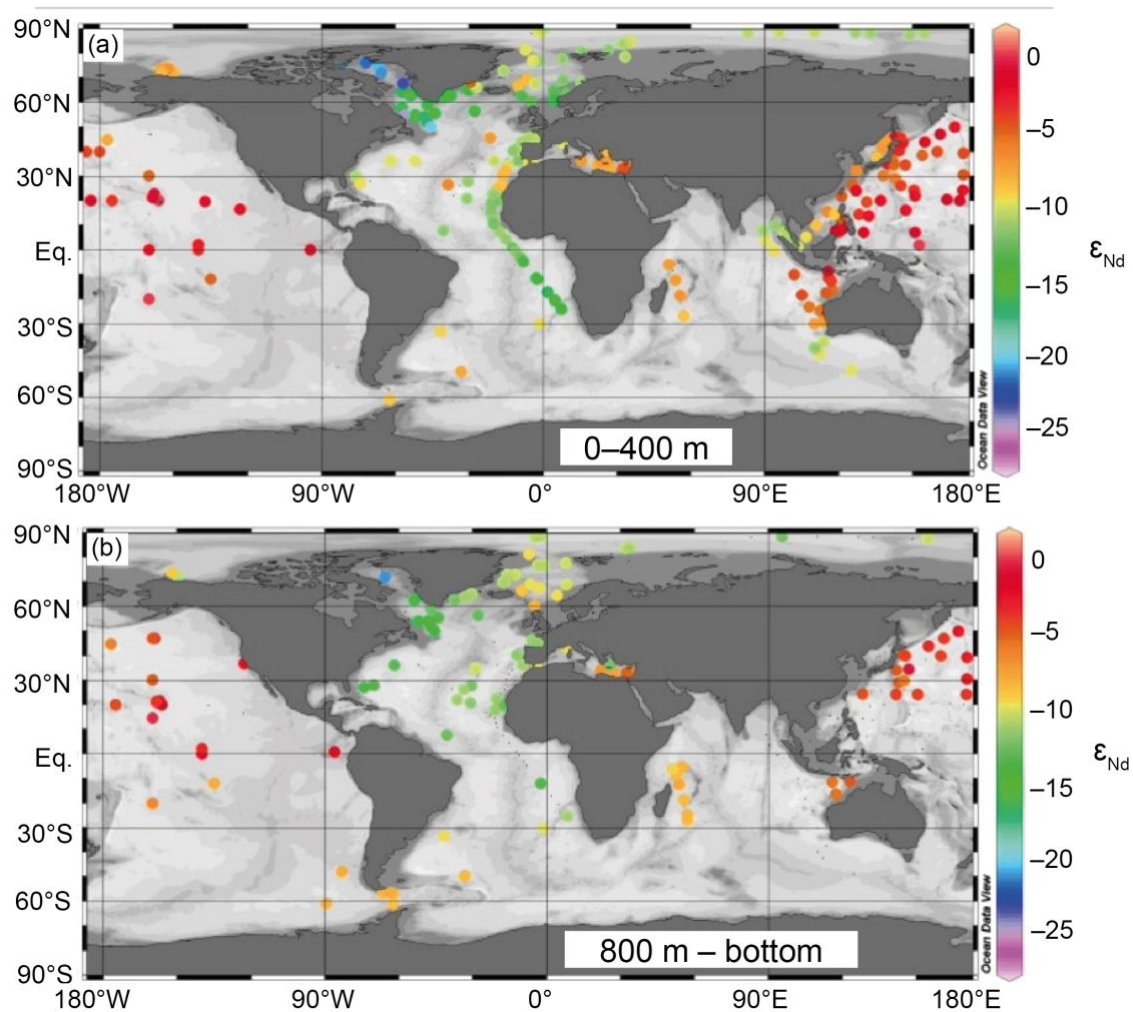 90°N
(a)
60°N
30°N
Eq.
30°S
60°S
90°S
0–400 m
180°W
90°W
0°
90°E
180°E
0
–5
–10
–15
–20
–25
εNd
Ocean Data View
90°N
(b)
60°N
30°N
Eq.
30°S
60°S
90°S
800 m – bottom
180°W
90°W
0°
90°E
180°E
0
–5
–10
–15
–20
–25
εNd
Ocean Data View